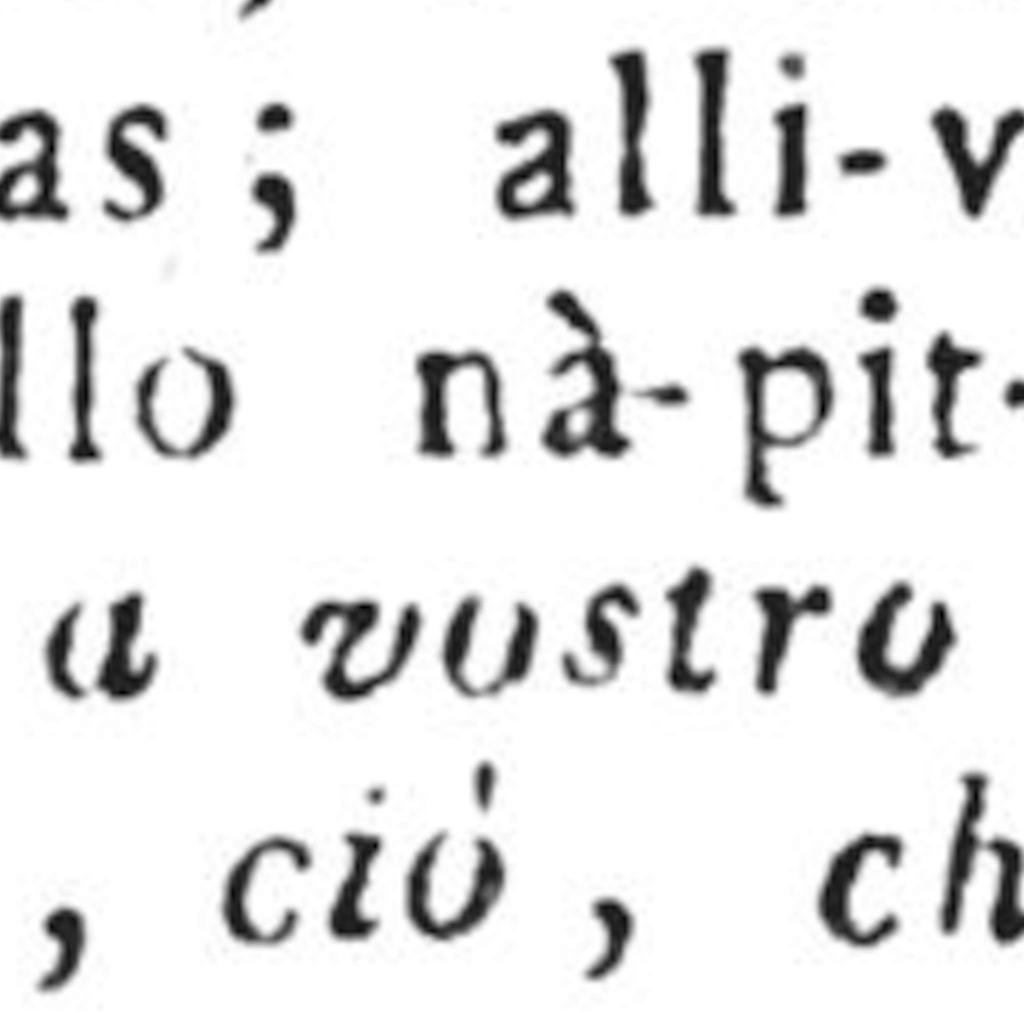 as; alli-v
llo nà-pit-
a vostro
, ciò, ch